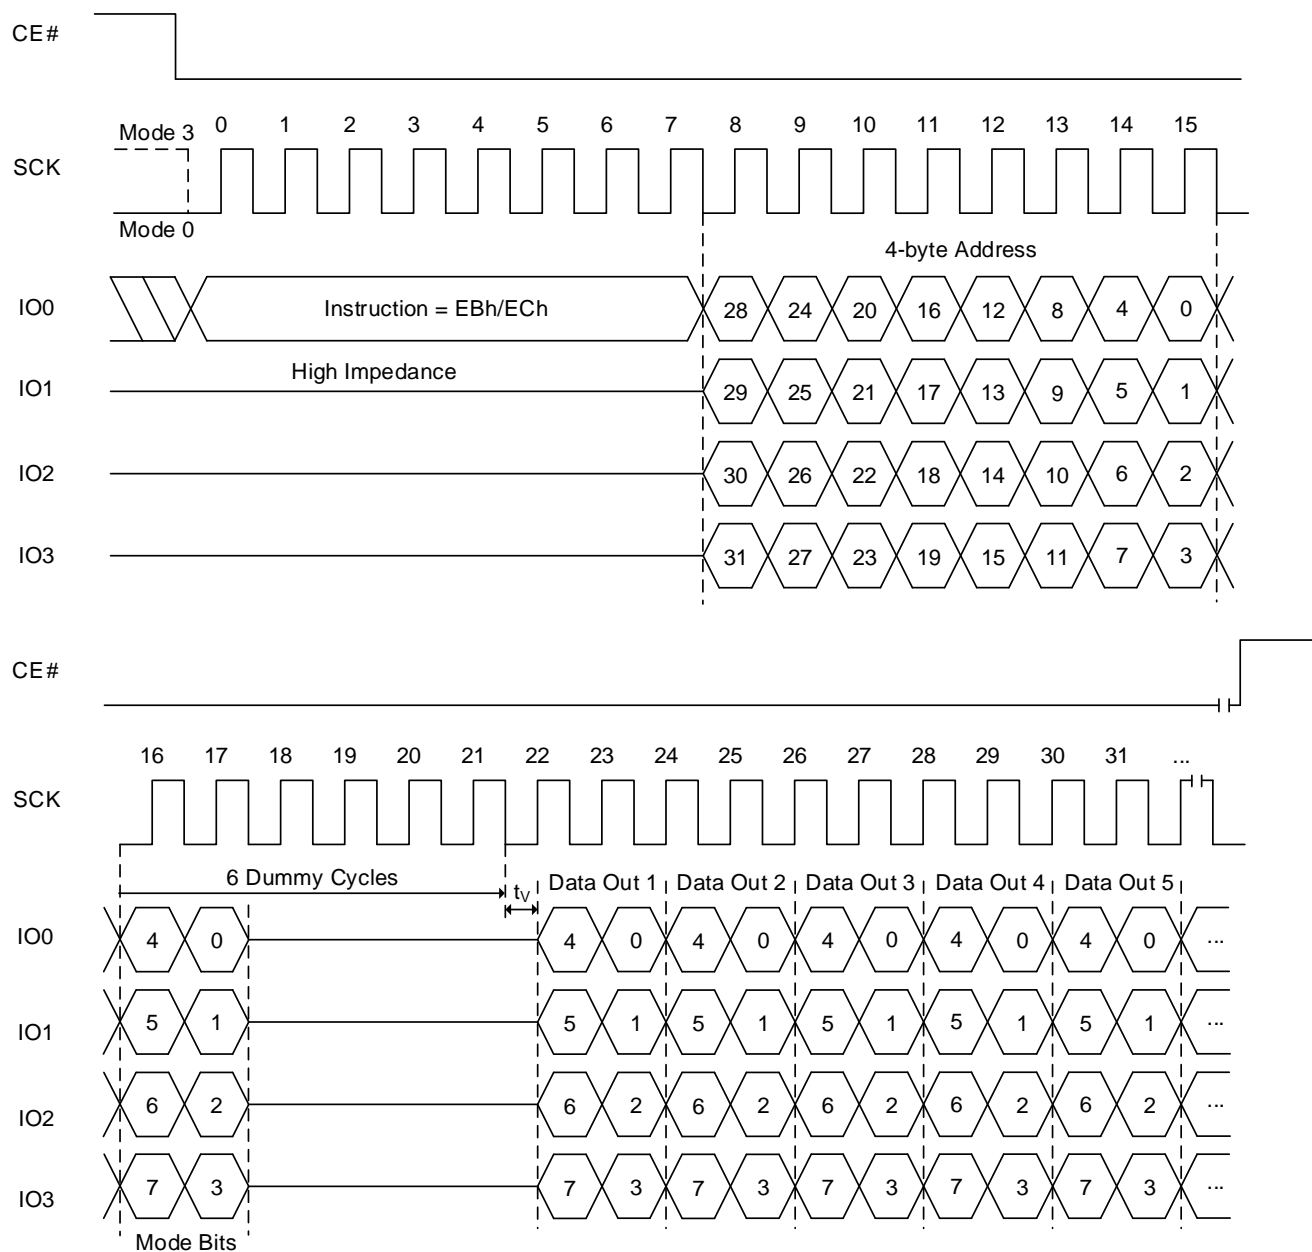 CE#
Mode 3 0 1 2 3 4 5 6 7 8 9 10 11 12 13 14 15
SCK
Mode 0
4-byte Address
IO0 Instruction = EBh/ECh 28 24 20 16 12 8 4 0
High Impedance
IO1 29 25 21 17 13 9 5 1
IO2 30 26 22 18 14 10 6 2
IO3 31 27 23 19 15 11 7 3
CE#
16 17 18 19 20 21 22 23 24 25 26 27 28 29 30 31 ...
SCK
6 Dummy Cycles tV Data Out 1 Data Out 2 Data Out 3 Data Out 4 Data Out 5
IO0 4 0 4 0 4 0 4 0 4 0 4 0 ...
IO1 5 1 5 1 5 1 5 1 5 1 5 1 ...
IO2 6 2 6 2 6 2 6 2 6 2 6 2 ...
IO3 7 3 7 3 7 3 7 3 7 3 7 3 ...
Mode Bits